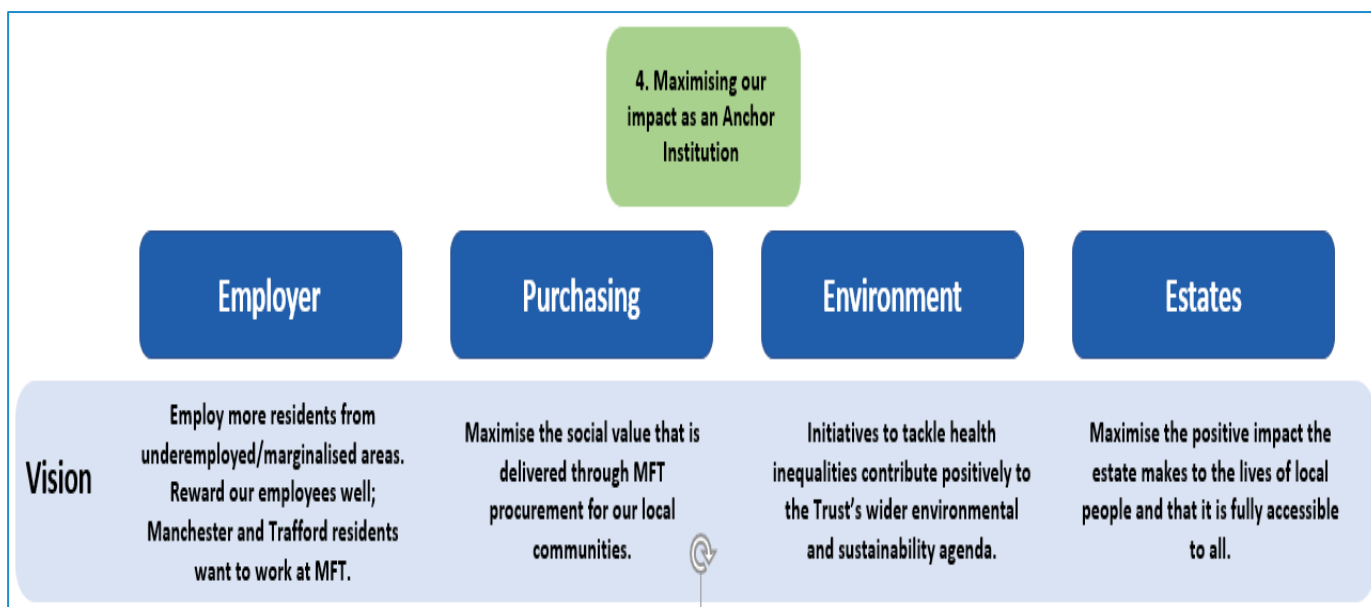 4. Maximising our
impact as an Anchor
Institution
Employer
Purchasing
Environment
Estates
Vision
Employ more residents from
underemployed/marginalised areas.
Reward our employees well;
Manchester and Trafford residents
want to work at MFT.
Maximise the social value that is
delivered through MFT
procurement for our local
communities.
Initiatives to tackle health
inequalities contribute positively to
the Trust’s wider environmental
and sustainability agenda.
Maximise the positive impact the
estate makes to the lives of local
people and that it is fully accessible
to all.